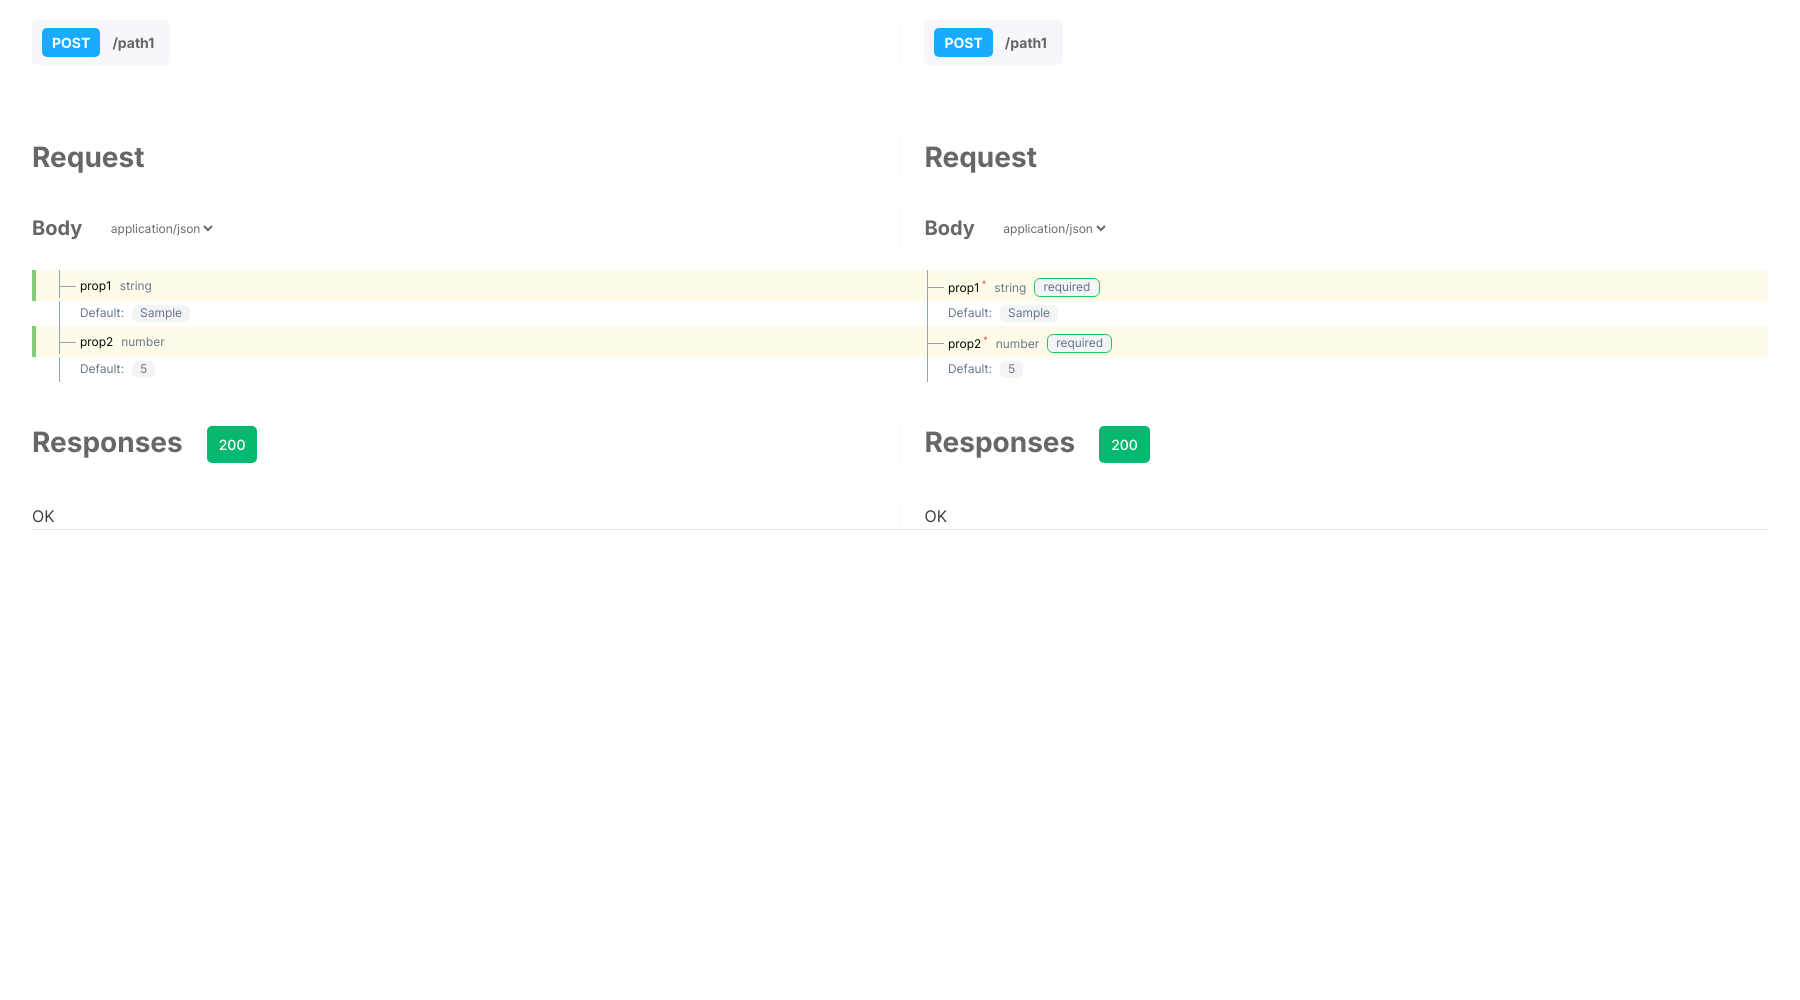 POST /path1 POST /path1
Request Request
Body application/json Body application/json
prop1 string prop1* string required
Default: Sample Default: Sample
prop2 number prop2* number required
Default: 5 Default: 5
Responses 200 Responses 200
OK OK